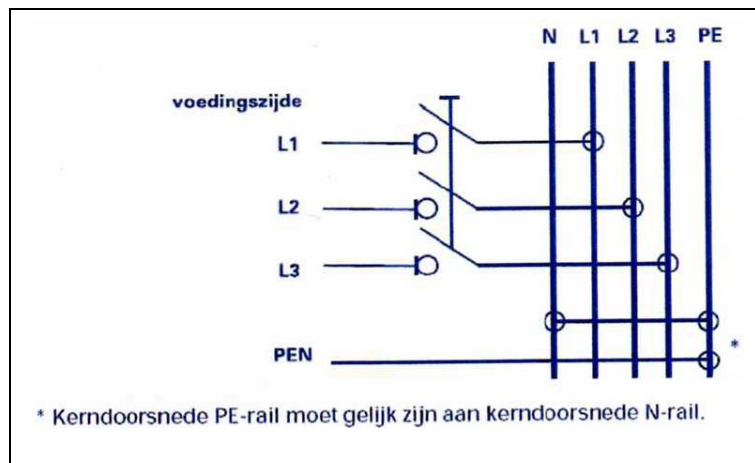 N L1 L2 L3 PE
voedingszijde
L1
L2
L3
PEN
*
* Kerndoorsnede PE-rail moet gelijk zijn aan kerndoorsnede N-rail.